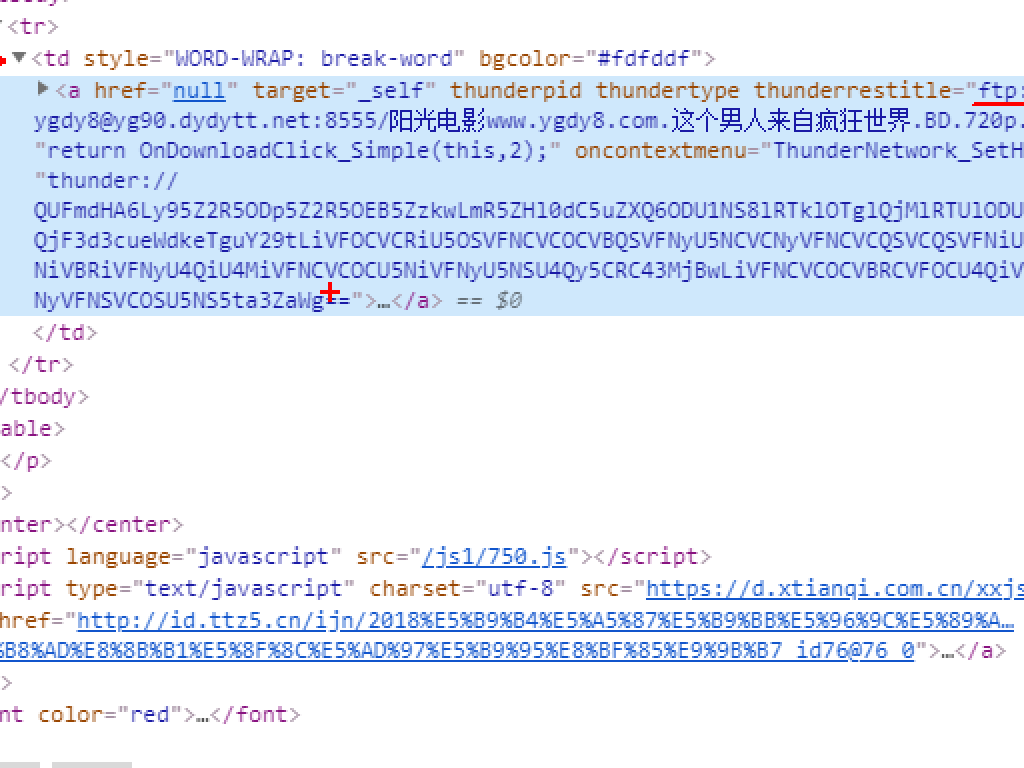 <tr>
▼<td style="WORD-WRAP: break-word" bgcolor="#fdfddf">
▶<a href="null" target="_self" thunderpid thundertype thunderrestitle="ftp:
ygdy8@yg90.dydytt.net:8555/阳光电影www.ygdy8.com.这个男人来自疯狂世界.BD.720p.
"return OnDownloadClick_Simple(this,2);" oncontextmenu="ThunderNetwork_SetH
"thunder://
QUFmdHA6Ly95Z2R5ODp5Z2R5OEB5ZzkwLmR5ZHl0dC5uZXQ6ODU1NS8lRTklOTglQjMlRTUlODU
QjF3d3cueWdkeTguY29tLiVFOCVCRiU5OSVFNCVCOCVBQSVFNyU5NCVCNyVFNCVCQSVCQSVFNiU
NiVBRiVFNyU4QiU4MiVFNCVCOCU5NiVFNyU5NSU4Qy5CRC43MjBwLiVFNCVCOCVBRCVFOCU4QiV
NyVFNSVCOSU5NS5ta3ZaWg==">…</a> == $0
</td>
</tr>
/tbody>
able>
</p>
>
nter></center>
ript language="javascript" src="/js1/750.js"></script>
ript type="text/javascript" charset="utf-8" src="https://d.xtianqi.com.cn/xxjs
href="http://id.ttz5.cn/ijn/2018%E5%B9%B4%E5%A5%87%E5%B9%BB%E5%96%9C%E5%89%A…
%B8%AD%E8%8B%B1%E5%8F%8C%E5%AD%97%E5%B9%95%E8%BF%85%E9%9B%B7_id76@76_0">…</a>
>
nt color="red">…</font>